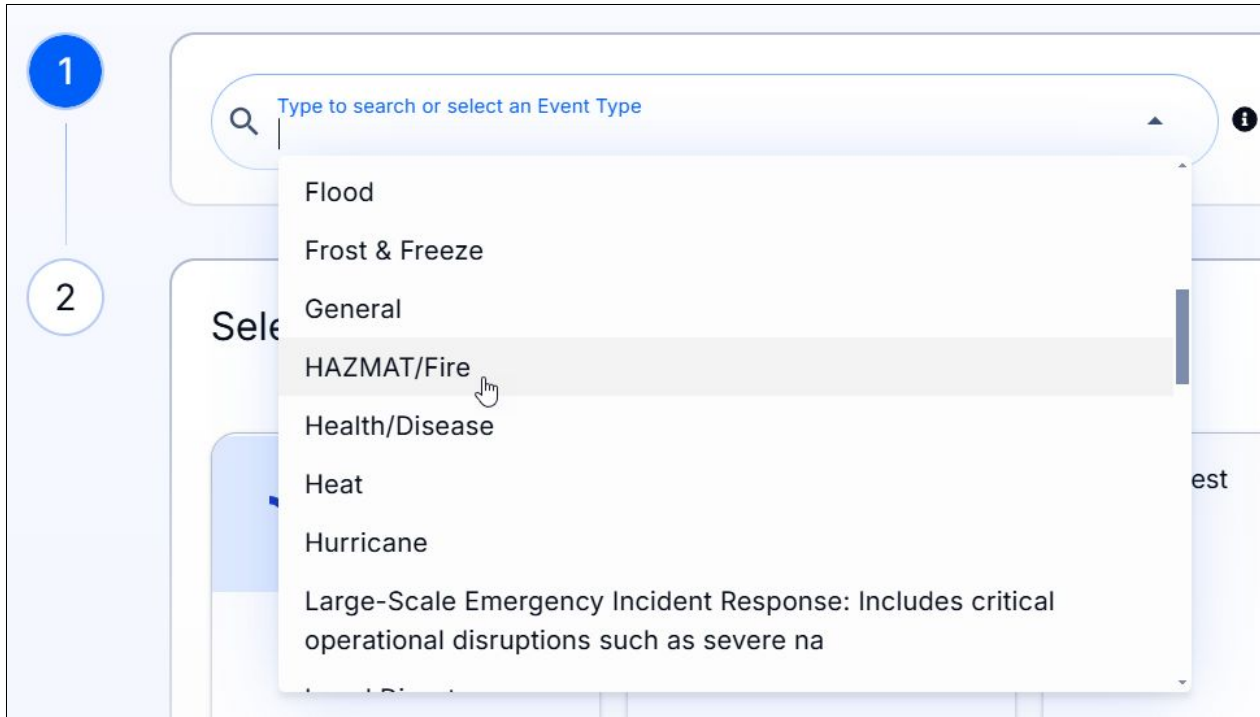 1
Type to search or select an Event Type
Flood
Frost & Freeze
General
2
Sele
HAZMAT/Fire
Health/Disease
Heat
est
Hurricane
Large-Scale Emergency Incident Response: Includes critical
operational disruptions such as severe na